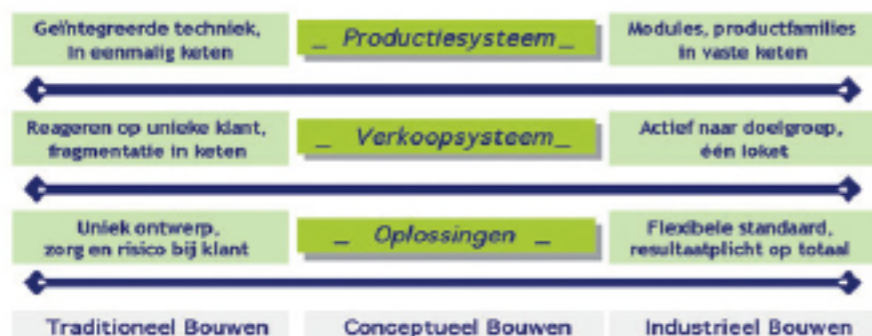 Geïntegreerde techniek,
in eenmalig keten
_ Productiesysteem _
Modules, productfamilies
in vaste keten
Reageren op unieke klant,
fragmentatie in keten
_ Verkoopsysteem _
Actief naar doelgroep,
één loket
Uniek ontwerp,
zorg en risico bij klant
_ Oplossingen _
Flexibele standaard,
resultaatplicht op totaal
Traditioneel Bouwen
Conceptueel Bouwen
Industrieel Bouwen